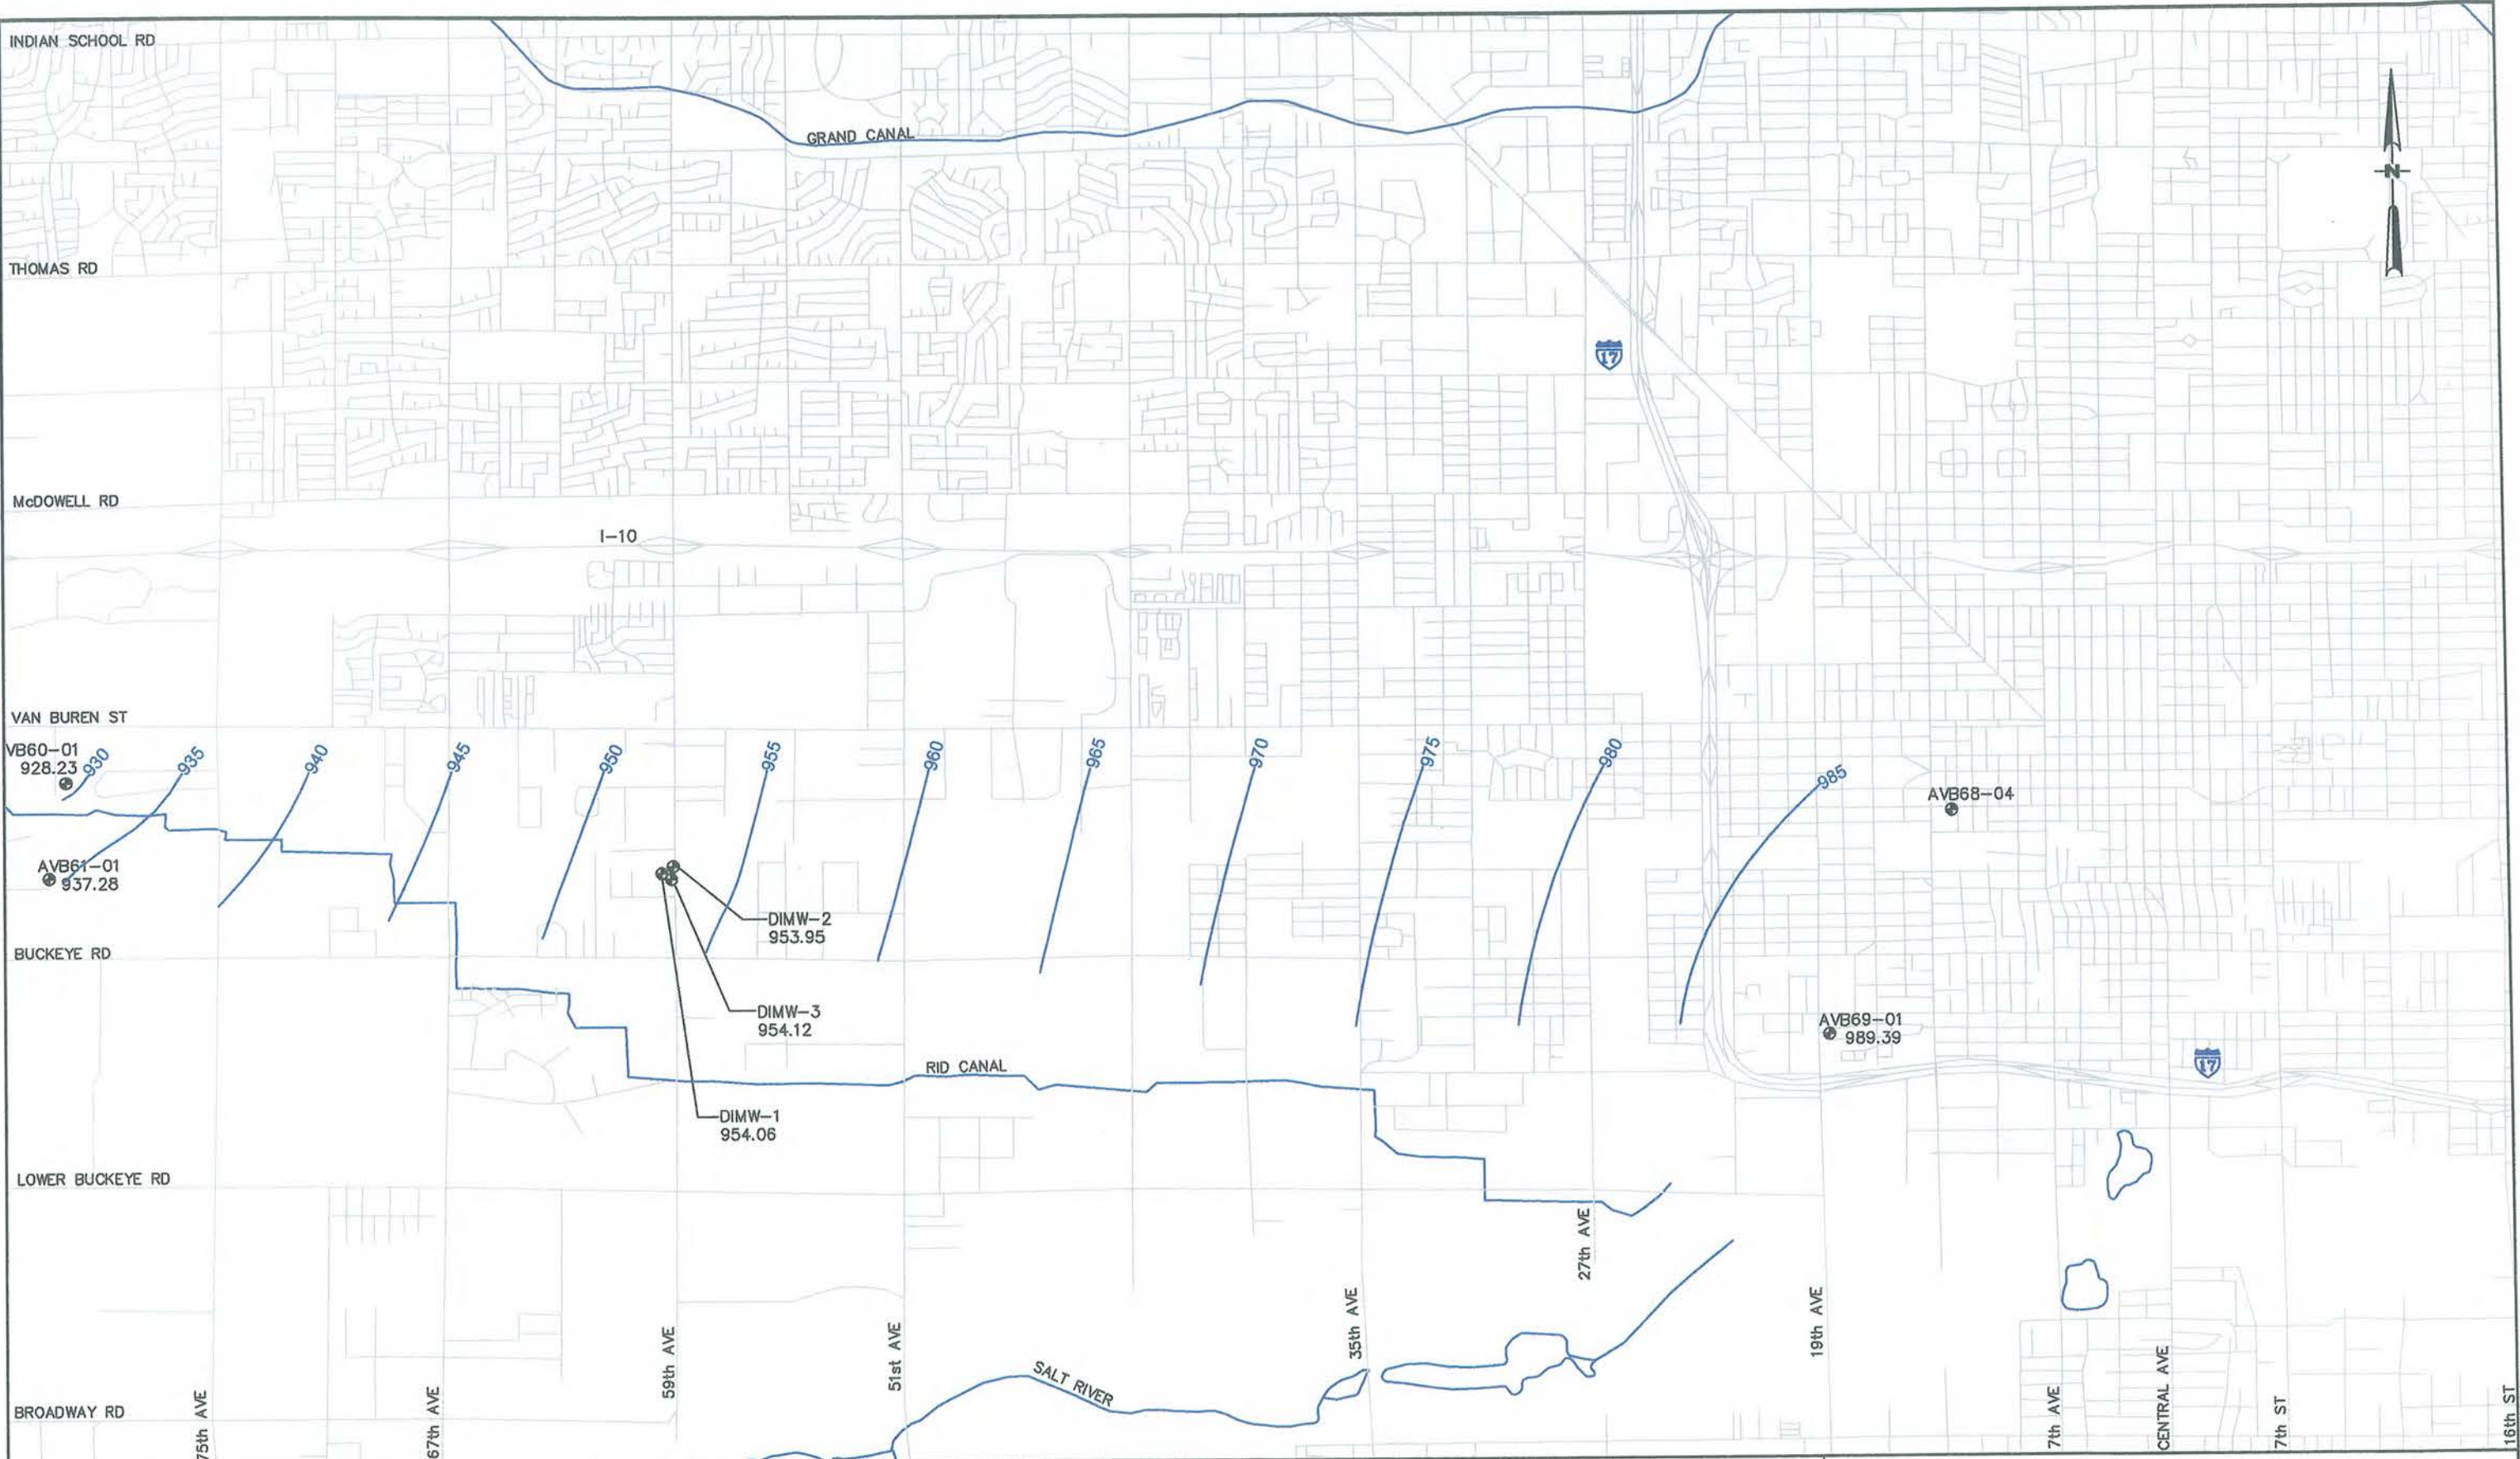 INDIAN SCHOOL RD
GRAND CANAL
N
THOMAS RD
17
McDOWELL RD
I-10
VAN BUREN ST
VB60-01
928.23
930
935
940
945
950
955
960
965
970
975
980
985
AVB68-04
AVB61-01
937.28
DIMW-2
953.95
BUCKEYE RD
DIMW-3
954.12
AVB69-01
989.39
17
RID CANAL
DIMW-1
954.06
LOWER BUCKEYE RD
27th AVE
35th AVE
19th AVE
59th AVE
51st AVE
SALT RIVER
BROADWAY RD
75th AVE
67th AVE
7th AVE
CENTRAL AVE
7th ST
16th ST